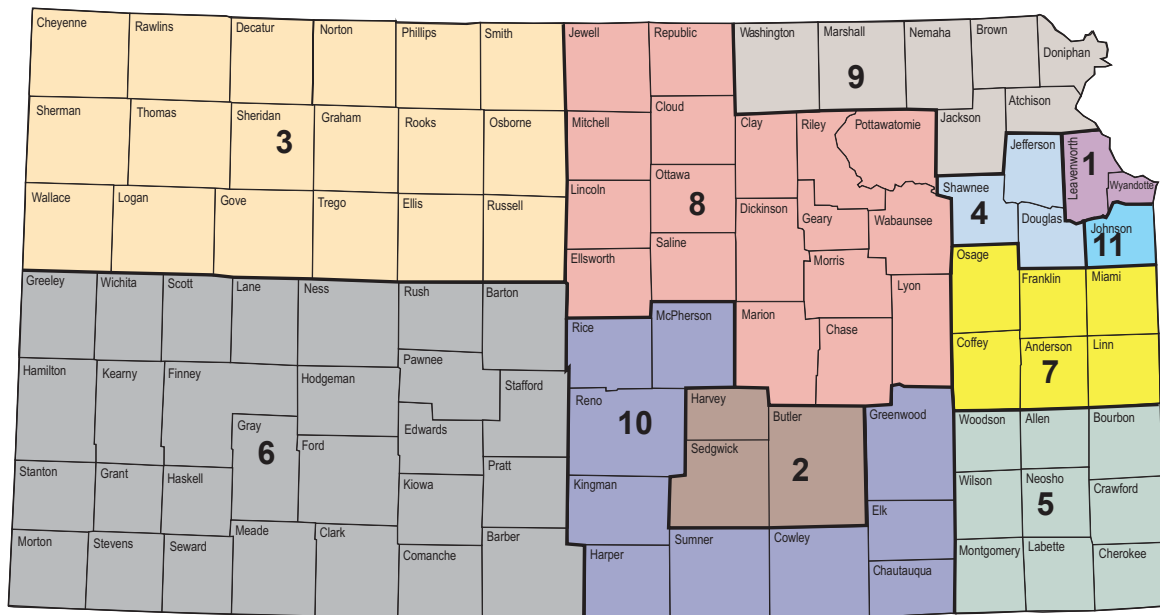 Cheyenne
Rawlins
Decatur
Norton
Phillips
Smith
Jewell
Republic
Washington
Marshall
Nemaha
Brown
Doniphan
9
Sherman
Thomas
Sheridan
Graham
Rooks
Osborne
Mitchell
Cloud
Clay
Riley
Pottawatomie
Jackson
Atchison
3
Jefferson
Leavenworth
1
Wyandotte
Wallace
Logan
Gove
Trego
Ellis
Russell
Lincoln
Ottawa
8
Dickinson
Geary
Wabaunsee
Shawnee
4
Douglas
Johnson
11
Ellsworth
Saline
Morris
Lyon
Osage
Franklin
Miami
Greeley
Wichita
Scott
Lane
Ness
Rush
Barton
Rice
McPherson
Marion
Chase
Coffey
Anderson
7
Linn
Hamilton
Kearny
Finney
Hodgeman
Pawnee
Stafford
Reno
10
Harvey
Butler
Greenwood
Woodson
Allen
Bourbon
Gray
6
Ford
Edwards
Sedgwick
2
Stanton
Grant
Haskell
Kiowa
Pratt
Kingman
Elk
Wilson
Neosho
5
Crawford
Morton
Stevens
Seward
Meade
Clark
Comanche
Barber
Harper
Sumner
Cowley
Chautauqua
Montgomery
Labette
Cherokee